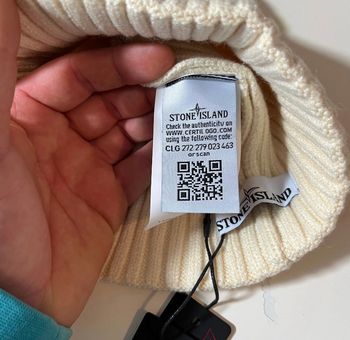 STONE ISLAND
Check the authenticity on
WWW.CERTILOGO.COM
using the following code:
CLG 272 279 023 463
or scan
STONE ISLAND